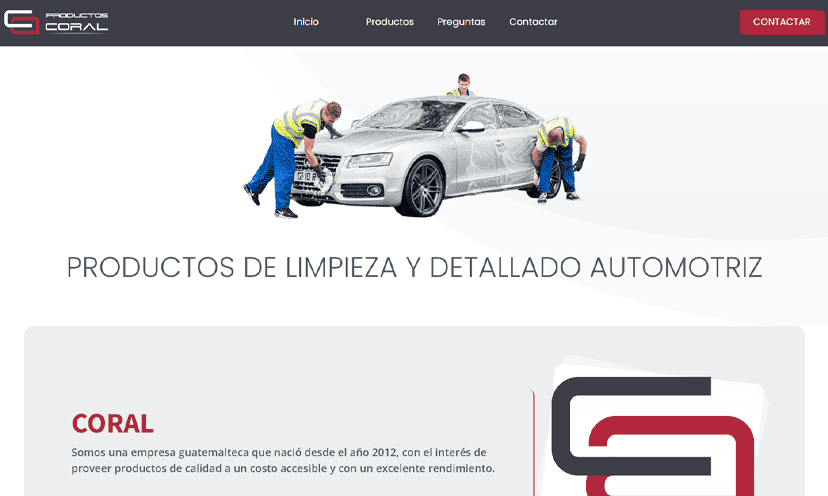 PRODUCTOS
CORAL
Inicio
Productos
Preguntas
Contactar
CONTACTAR
PRODUCTOS DE LIMPIEZA Y DETALLADO AUTOMOTRIZ
CORAL
Somos una empresa guatemalteca que nació desde el año 2012, con el interés de
proveer productos de calidad a un costo accesible y con un excelente rendimiento.